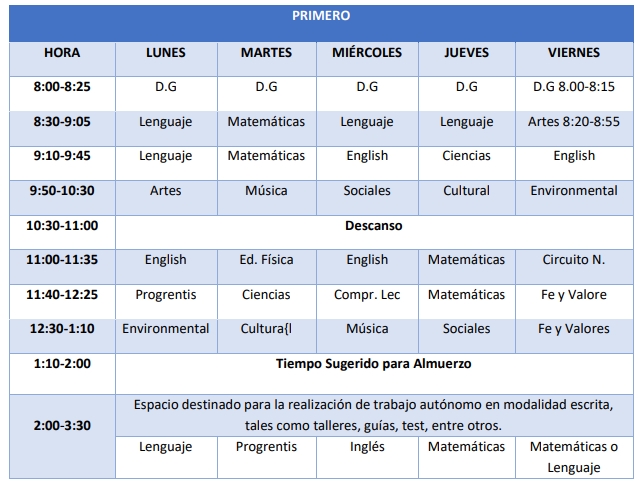 PRIMERO
HORA LUNES MARTES MIÉRCOLES JUEVES VIERNES
8:00-8:25 D.G D.G D.G D.G D.G 8.00-8:15
8:30-9:05 Lenguaje Matemáticas Lenguaje Lenguaje Artes 8:20-8:55
9:10-9:45 Lenguaje Matemáticas English Ciencias English
9:50-10:30 Artes Música Sociales Cultural Environmental
10:30-11:00 Descanso
11:00-11:35 English Ed. Física English Matemáticas Circuito N.
11:40-12:25 Progrentis Ciencias Compr. Lec Matemáticas Fe y Valore
12:30-1:10 Environmental Cultura{l Música Sociales Fe y Valores
1:10-2:00 Tiempo Sugerido para Almuerzo
2:00-3:30 Espacio destinado para la realización de trabajo autónomo en modalidad escrita,
tales como talleres, guías, test, entre otros.
Lenguaje Progrentis Inglés Matemáticas Matemáticas o
Lenguaje